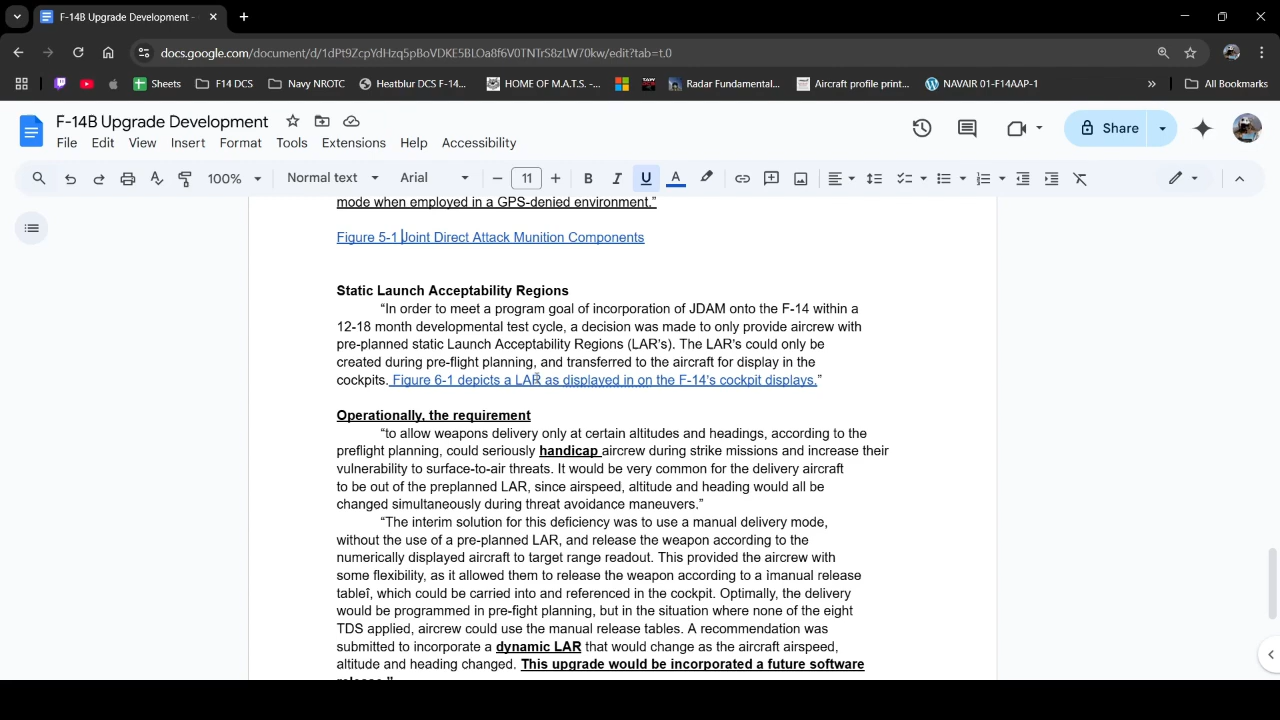 F-14B Upgrade Development -
docs.google.com/document/d/1dPt9ZcpYdHzq5pBoVDKE5BLOa8f6V0TNTrS8zLW70kw/edit?tab=t.0
Sheets F14 DCS Navy NROTC Heatblur DCS F-14... HOME OF M.A.T.S. -... Radar Fundamental... Aircraft profile print... NAVAIR 01-F14AAP-1 » All Bookmarks
F-14B Upgrade Development
File Edit View Insert Format Tools Extensions Help Accessibility
Share
100% Normal text Arial 11 B I U A
mode when employed in a GPS-denied environment.”
Figure 5-1 Joint Direct Attack Munition Components
Static Launch Acceptability Regions
“In order to meet a program goal of incorporation of JDAM onto the F-14 within a
12-18 month developmental test cycle, a decision was made to only provide aircrew with
pre-planned static Launch Acceptability Regions (LAR's). The LAR's could only be
created during pre-flight planning, and transferred to the aircraft for display in the
cockpits. Figure 6-1 depicts a LAR as displayed in on the F-14's cockpit displays.”
Operationally, the requirement
“to allow weapons delivery only at certain altitudes and headings, according to the
preflight planning, could seriously handicap aircrew during strike missions and increase their
vulnerability to surface-to-air threats. It would be very common for the delivery aircraft
to be out of the preplanned LAR, since airspeed, altitude and heading would all be
changed simultaneously during threat avoidance maneuvers.”
“The interim solution for this deficiency was to use a manual delivery mode,
without the use of a pre-planned LAR, and release the weapon according to the
numerically displayed aircraft to target range readout. This provided the aircrew with
some flexibility, as it allowed them to release the weapon according to a ìmanual release
tableî, which could be carried into and referenced in the cockpit. Optimally, the delivery
would be programmed in pre-fight planning, but in the situation where none of the eight
TDS applied, aircrew could use the manual release tables. A recommendation was
submitted to incorporate a dynamic LAR that would change as the aircraft airspeed,
altitude and heading changed. This upgrade would be incorporated a future software
release.”